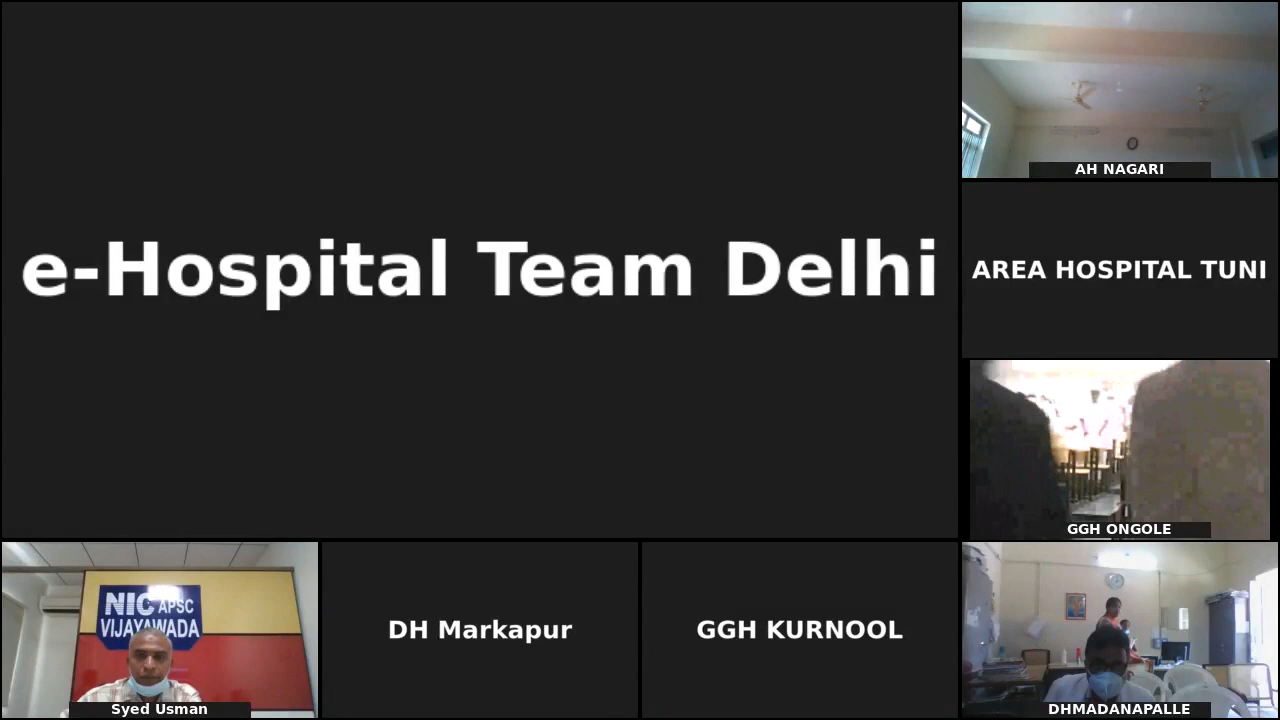 e-Hospital Team Delhi
AH NAGARI
AREA HOSPITAL TUNI
GGH ONGOLE
NIC APSC
VIJAYAWADA
Syed Usman
DH Markapur
GGH KURNOOL
DHMADANAPALLE